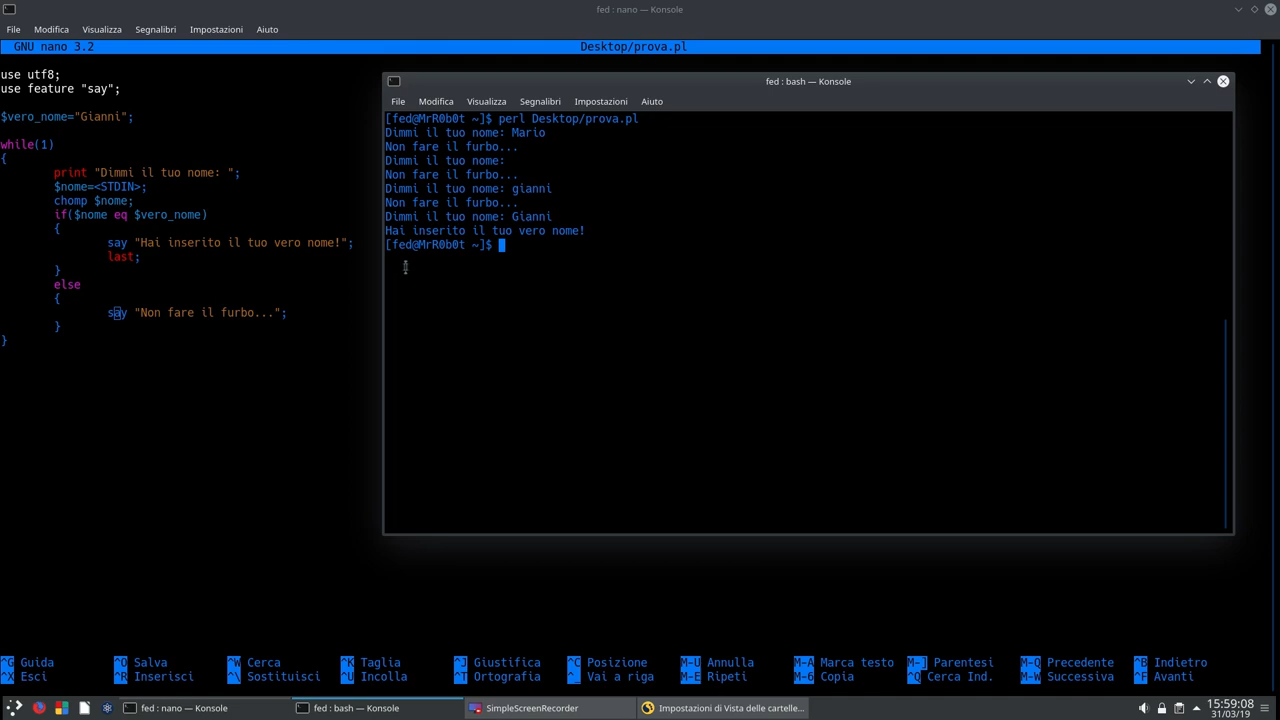 fed : nano — Konsole
File Modifica Visualizza Segnalibri Impostazioni Aiuto
GNU nano 3.2 Desktop/prova.pl
use utf8;
use feature "say";
$vero_nome="Gianni";
while(1)
{
print "Dimmi il tuo nome: ";
$nome=<STDIN>;
chomp $nome;
if($nome eq $vero_nome)
{
say "Hai inserito il tuo vero nome!";
last;
}
else
{
say "Non fare il furbo...";
}
}
fed : bash — Konsole
File Modifica Visualizza Segnalibri Impostazioni Aiuto
[fed@MrR0b0t ~]$ perl Desktop/prova.pl
Dimmi il tuo nome: Mario
Non fare il furbo...
Dimmi il tuo nome:
Non fare il furbo...
Dimmi il tuo nome: gianni
Non fare il furbo...
Dimmi il tuo nome: Gianni
Hai inserito il tuo vero nome!
[fed@MrR0b0t ~]$
^G Guida ^O Salva ^W Cerca ^K Taglia ^J Giustifica ^C Posizione M-U Annulla M-A Marca testo M-] Parentesi M-Q Precedente ^B Indietro
^X Esci ^R Inserisci ^\ Sostituisci ^U Incolla ^T Ortografia ^_ Vai a riga M-E Ripeti M-6 Copia ^Q Cerca Ind. M-W Successiva ^F Avanti
fed : nano — Konsole fed : bash — Konsole SimpleScreenRecorder Impostazioni di Vista delle cartelle... 15:59:08
31/03/19